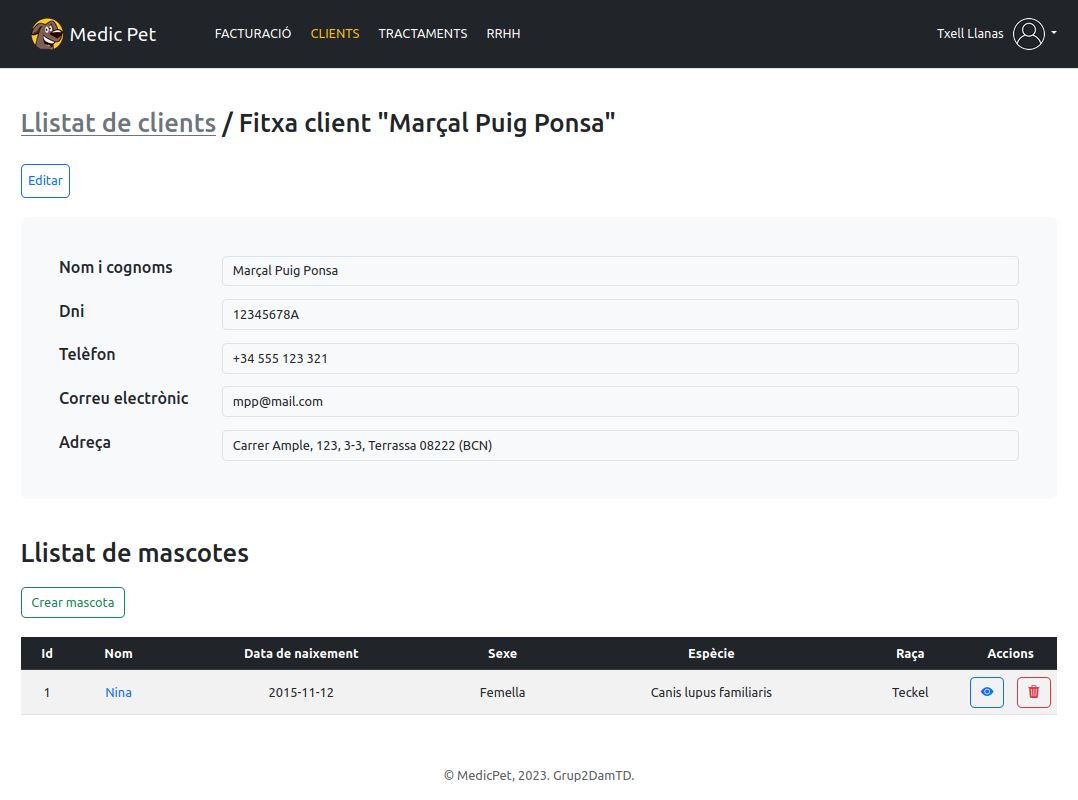 Medic Pet FACTURACIÓ CLIENTS TRACTAMENTS RRHH Txell Llanas
Llistat de clients / Fitxa client "Marçal Puig Ponsa"
Editar
Nom i cognoms Marçal Puig Ponsa
Dni 12345678A
Telèfon +34 555 123 321
Correu electrònic mpp@mail.com
Adreça Carrer Ample, 123, 3-3, Terrassa 08222 (BCN)
Llistat de mascotes
Crear mascota
Id Nom Data de naixement Sexe Espècie Raça Accions
1 Nina 2015-11-12 Femella Canis lupus familiaris Teckel
© MedicPet, 2023. Grup2DamTD.